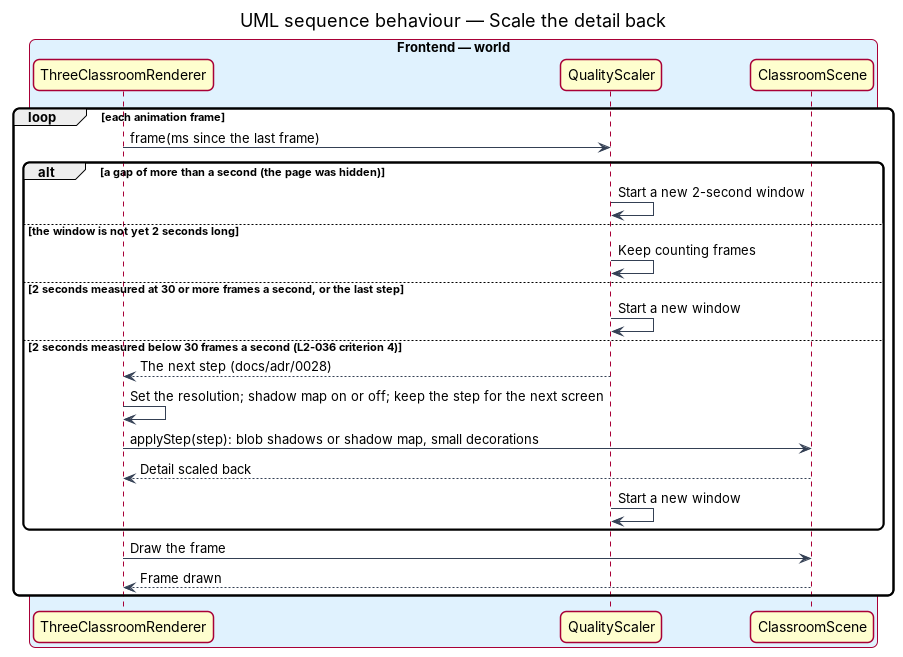 UML sequence behaviour — Scale the detail back
Frontend — world
ThreeClassroomRenderer
QualityScaler
ClassroomScene
loop
[each animation frame]
frame(ms since the last frame)
alt
[a gap of more than a second (the page was hidden)]
Start a new 2-second window
[the window is not yet 2 seconds long]
Keep counting frames
[2 seconds measured at 30 or more frames a second, or the last step]
Start a new window
[2 seconds measured below 30 frames a second (L2-036 criterion 4)]
The next step (docs/adr/0028)
Set the resolution; shadow map on or off; keep the step for the next screen
applyStep(step): blob shadows or shadow map, small decorations
Detail scaled back
Start a new window
Draw the frame
Frame drawn
ThreeClassroomRenderer
QualityScaler
ClassroomScene